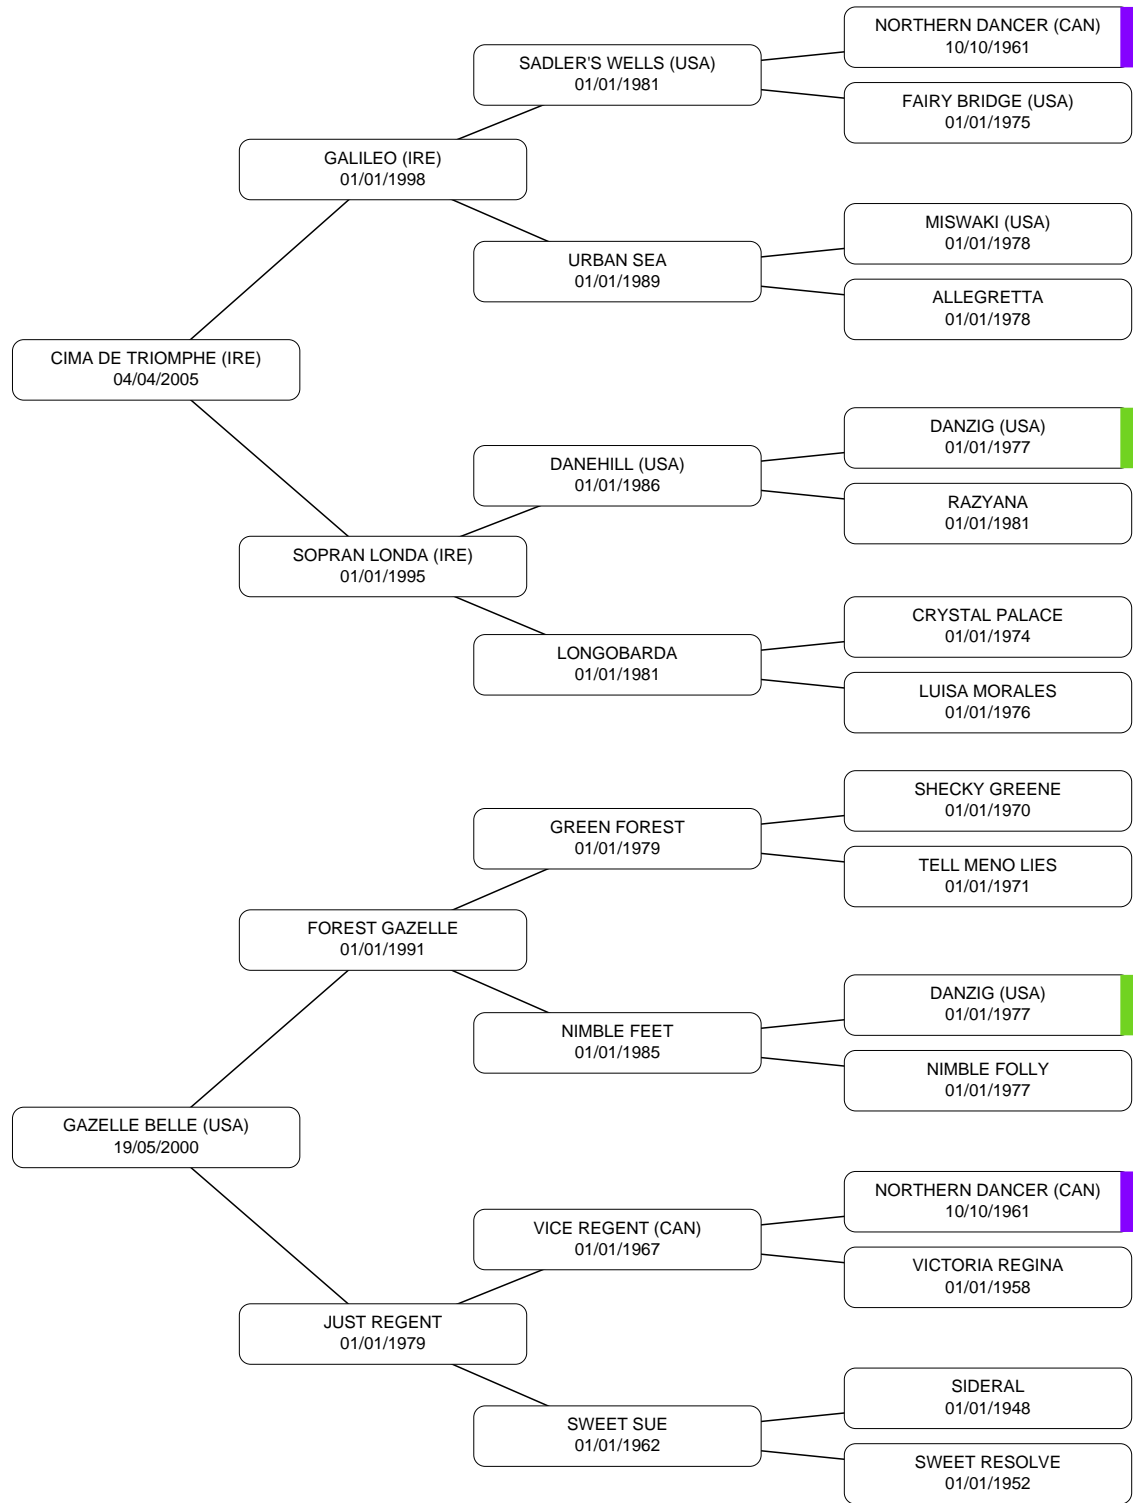 NORTHERN DANCER (CAN)
10/10/1961
SADLER'S WELLS (USA)
01/01/1981
FAIRY BRIDGE (USA)
01/01/1975
GALILEO (IRE)
01/01/1998
MISWAKI (USA)
01/01/1978
URBAN SEA
01/01/1989
ALLEGRETTA
01/01/1978
CIMA DE TRIOMPHE (IRE)
04/04/2005
DANZIG (USA)
01/01/1977
DANEHILL (USA)
01/01/1986
RAZYANA
01/01/1981
SOPRAN LONDA (IRE)
01/01/1995
CRYSTAL PALACE
01/01/1974
LONGOBARDA
01/01/1981
LUISA MORALES
01/01/1976
SHECKY GREENE
01/01/1970
GREEN FOREST
01/01/1979
TELL MENO LIES
01/01/1971
FOREST GAZELLE
01/01/1991
DANZIG (USA)
01/01/1977
NIMBLE FEET
01/01/1985
NIMBLE FOLLY
01/01/1977
GAZELLE BELLE (USA)
19/05/2000
NORTHERN DANCER (CAN)
10/10/1961
VICE REGENT (CAN)
01/01/1967
VICTORIA REGINA
01/01/1958
JUST REGENT
01/01/1979
SIDERAL
01/01/1948
SWEET SUE
01/01/1962
SWEET RESOLVE
01/01/1952